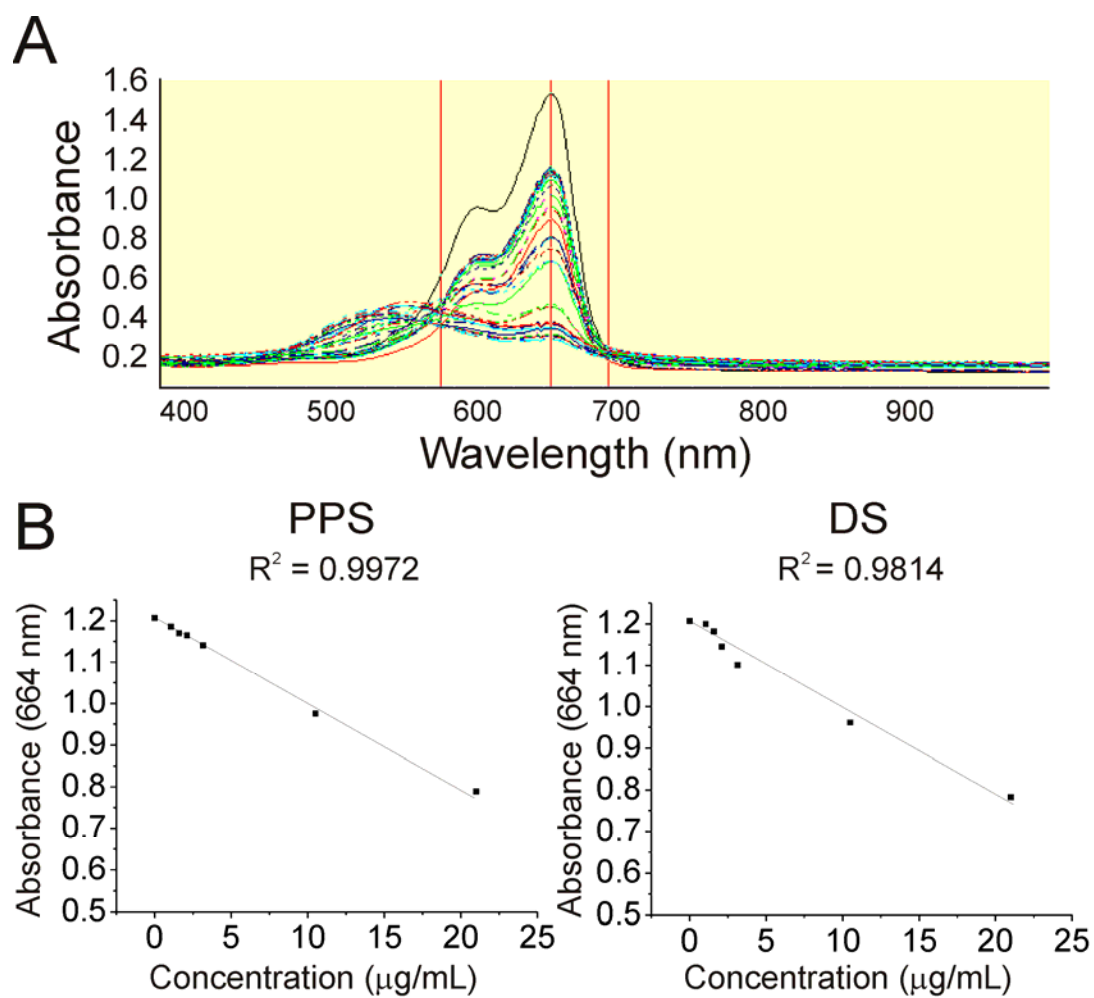 A
1.6
1.4
1.2
1.0
0.8
0.6
0.4
0.2
Absorbance
400 500 600 700 800 900
Wavelength (nm)
B
PPS
R² = 0.9972
1.2
1.1
1.0
0.9
0.8
0.7
0.6
0.5
Absorbance (664 nm)
0 5 10 15 20 25
Concentration (μg/mL)
DS
R² = 0.9814
1.2
1.1
1.0
0.9
0.8
0.7
0.6
0.5
Absorbance (664 nm)
0 5 10 15 20 25
Concentration (μg/mL)